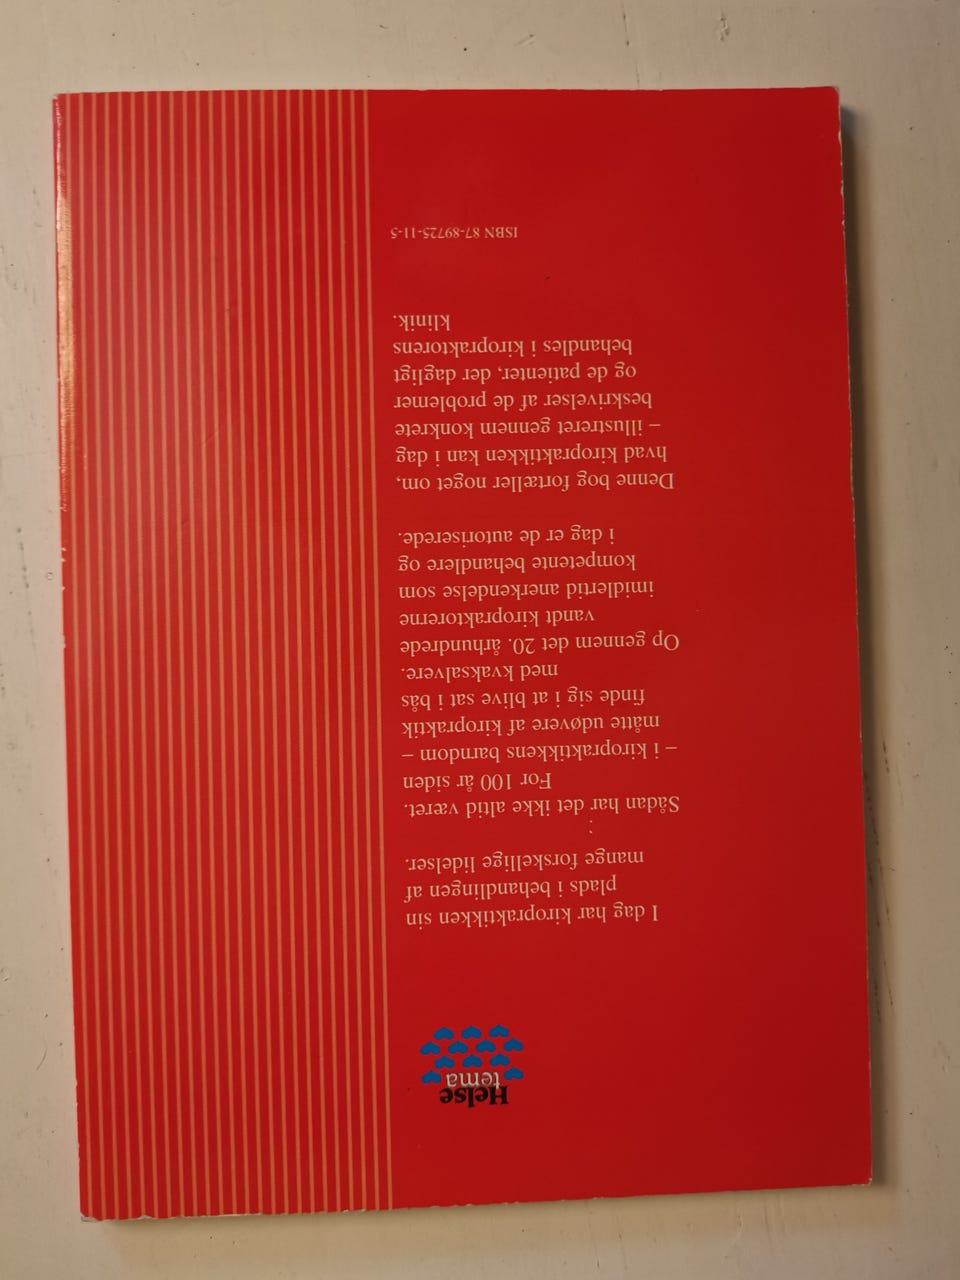 Helse
tema
I dag har kiropraktikken sin
plads i behandlingen af
mange forskellige lidelser.
Sådan har det ikke altid været.
For 100 år siden
– i kiropraktikkens barndom –
måtte udøvere af kiropraktik
finde sig i at blive sat i bås
med kvaksalvere.
Op gennem det 20. århundrede
vandt kiropraktorerne
imidlertid anerkendelse som
kompetente behandlere og
i dag er de autoriserede.
Denne bog fortæller noget om,
hvad kiropraktikken kan i dag
– illustreret gennem konkrete
beskrivelser af de problemer
og de patienter, der dagligt
behandles i kiropraktorens
klinik.
ISBN 87-89725-11-5